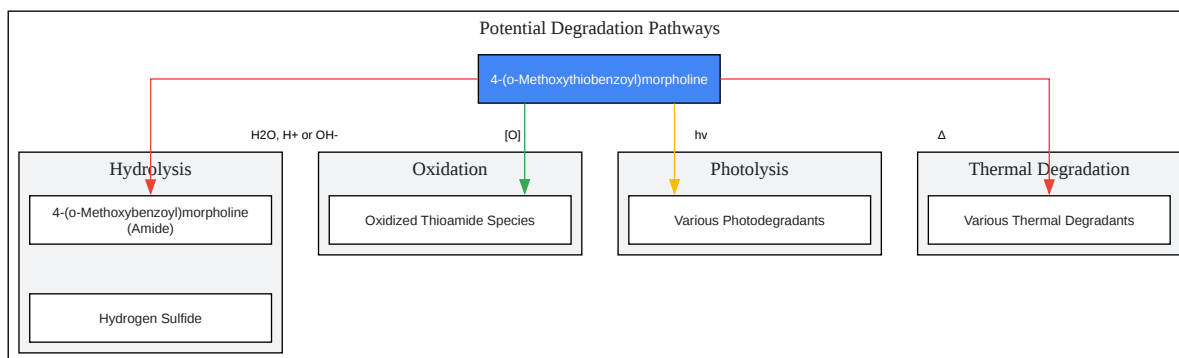 Potential Degradation Pathways
4-(o-Methoxythiobenzoyl)morpholine
H2O, H+ or OH-
[O]
hν
Δ
Hydrolysis
Oxidation
Photolysis
Thermal Degradation
4-(o-Methoxybenzoyl)morpholine
(Amide)
Oxidized Thioamide Species
Various Photodegradants
Various Thermal Degradants
Hydrogen Sulfide